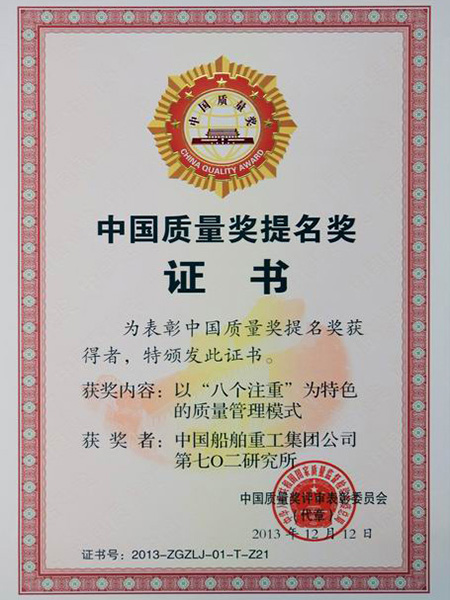 中国质量奖
CHINA QUALITY AWARD
中国质量奖提名奖
证 书
为表彰中国质量奖提名奖获
得者，特颁发此证书。
获奖内容：以“八个注重”为特色
的质量管理模式
获 奖 者：中国船舶重工集团公司
第七〇二研究所
中国质量奖评审表彰委员会
（代章）
2013 年 12 月 12 日
证书号：2013-ZGZLJ-01-T-Z21